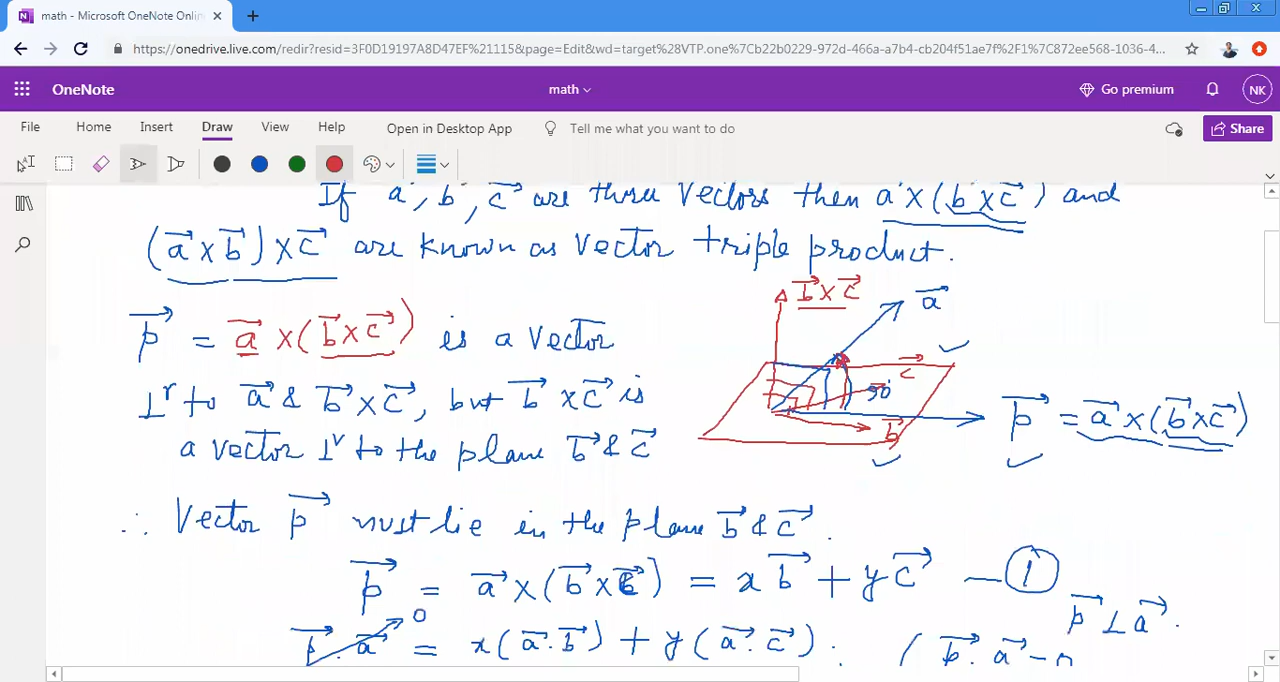 math - Microsoft OneNote Onlin
https://onedrive.live.com/redir?resid=3F0D19197A8D47EF%21115&page=Edit&wd=target%28VTP.one%7Cb22b0229-972d-466a-a7b4-cb204f51ae7f%2F1%7C872ee568-1036-4...
OneNote
math
Go premium
NK
File Home Insert Draw View Help Open in Desktop App Tell me what you want to do
Share
If a⃗, b⃗, c⃗ are three vectors then a⃗×(b⃗×c⃗) and
(a⃗×b⃗)×c⃗ are known as vector triple product.
b⃗×c⃗
a⃗
p⃗ = a⃗×(b⃗×c⃗) is a vector
c⃗
90°
⊥r to a⃗ & b⃗×c⃗, but b⃗×c⃗ is
p⃗ = a⃗×(b⃗×c⃗)
b⃗
a vector ⊥r to the plane b⃗ & c⃗
∴ Vector p⃗ must lie in the plane b⃗ & c⃗.
p⃗ = a⃗×(b⃗×c⃗) = xb⃗ + yc⃗ — 1
0
p⃗ ⊥ a⃗.
p⃗.a⃗ = x(a⃗.b⃗) + y(a⃗.c⃗).